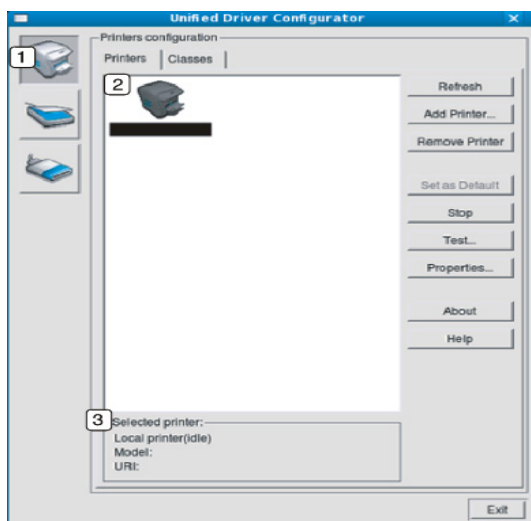 Unified Driver Configurator
1
Printers configuration
Printers
Classes
2
Refresh
Add Printer...
Remove Printer
Set as Default
Stop
Test...
Properties...
About
Help
3
Selected printer:
Local printer(idle)
Model:
URI:
Exit